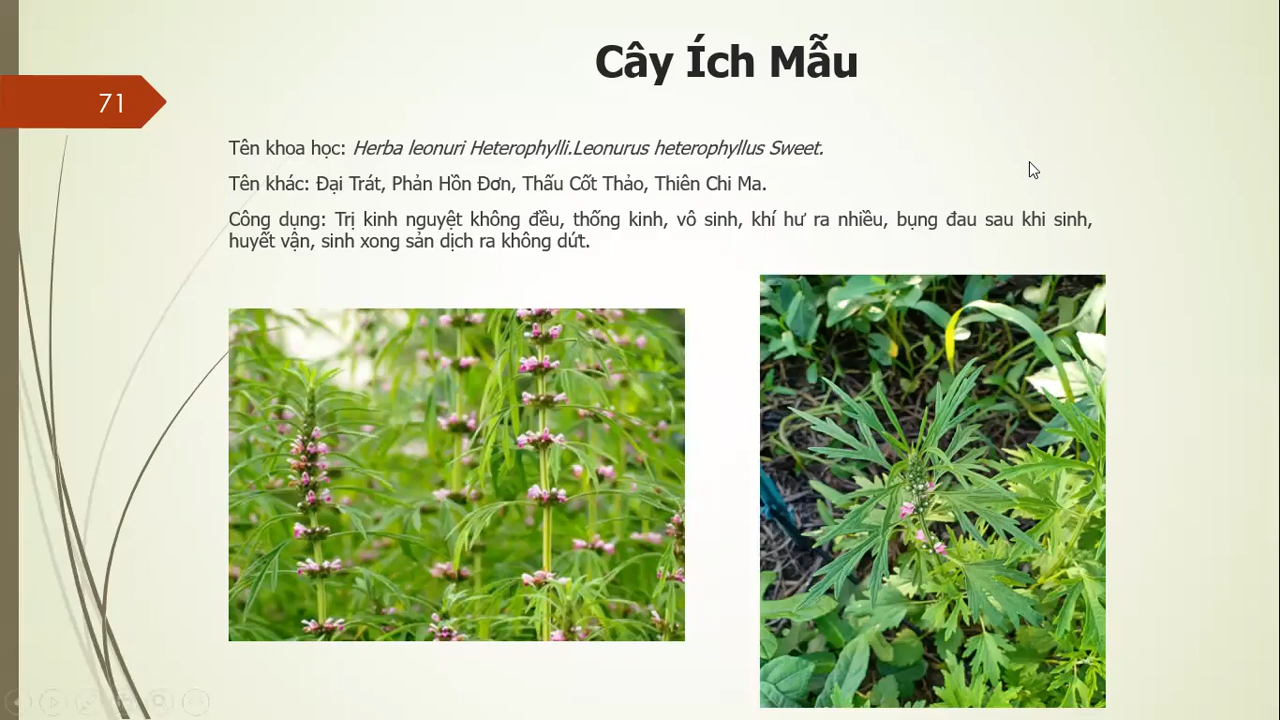 Cây Ích Mẫu
71
Tên khoa học: Herba leonuri Heterophylli.Leonurus heterophyllus Sweet.
Tên khác: Đại Trát, Phản Hồn Đơn, Thấu Cốt Thảo, Thiên Chi Ma.
Công dụng: Trị kinh nguyệt không đều, thống kinh, vô sinh, khí hư ra nhiều, bụng đau sau khi sinh,
huyết vận, sinh xong sản dịch ra không dứt.